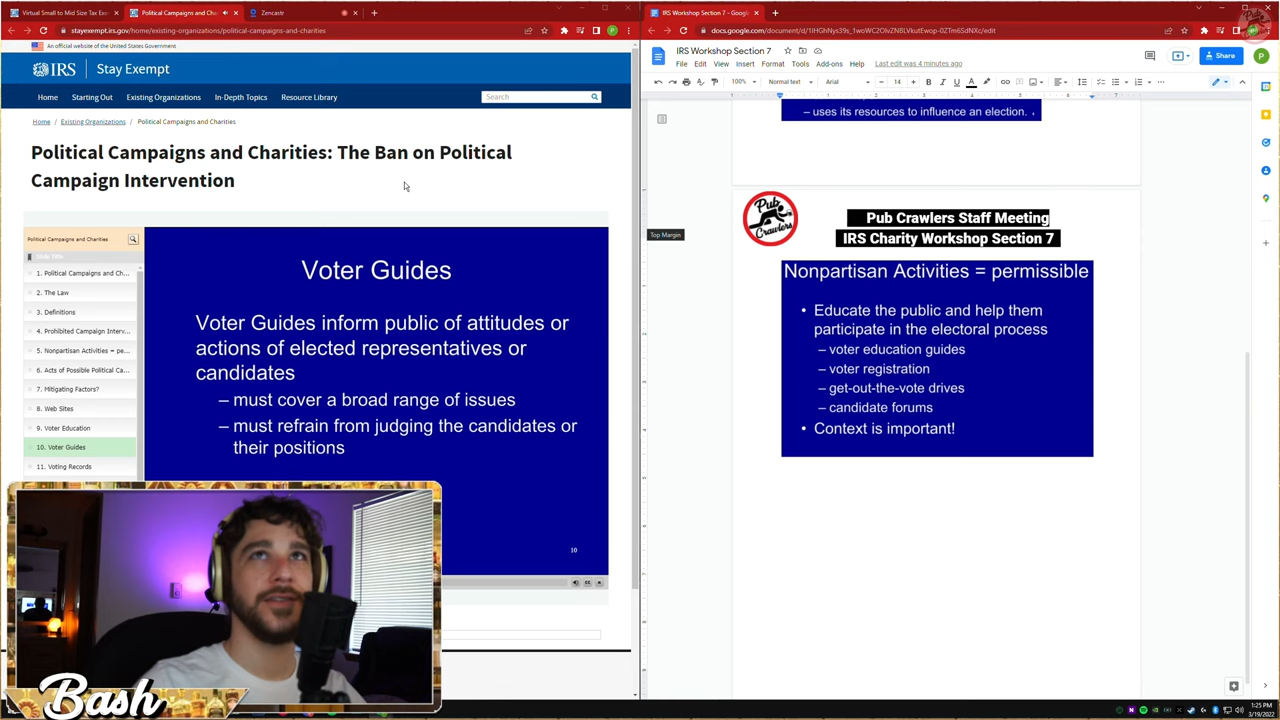 Virtual Small to Mid Size Tax Exe
Political Campaigns and Cha
Zencastr
stayexempt.irs.gov/home/existing-organizations/political-campaigns-and-charities
An official website of the United States Government
IRS Stay Exempt
Home Starting Out Existing Organizations In-Depth Topics Resource Library
Search
Home / Existing Organizations / Political Campaigns and Charities
Political Campaigns and Charities: The Ban on Political
Campaign Intervention
Political Campaigns and Charities
Slide Title
1. Political Campaigns and Ch...
2. The Law
3. Definitions
4. Prohibited Campaign Interv...
5. Nonpartisan Activities = pe...
6. Acts of Possible Political Ca...
7. Mitigating Factors?
8. Web Sites
9. Voter Education
10. Voter Guides
11. Voting Records
Voter Guides
Voter Guides inform public of attitudes or
actions of elected representatives or
candidates
– must cover a broad range of issues
– must refrain from judging the candidates or
their positions
10
Bash
IRS Workshop Section 7 - Google
docs.google.com/document/d/1iHGhNys39s_1woWC2OlvZN8LVkutEwop-0ZTm6SdNXc/edit
IRS Workshop Section 7
File Edit View Insert Format Tools Add-ons Help
Last edit was 4 minutes ago
Share
P
100% Normal text Arial 14
– uses its resources to influence an election.
Top Margin
Pub
Crawlers
Pub Crawlers Staff Meeting
IRS Charity Workshop Section 7
Nonpartisan Activities = permissible
• Educate the public and help them
participate in the electoral process
– voter education guides
– voter registration
– get-out-the-vote drives
– candidate forums
• Context is important!
1:25 PM
3/19/2022